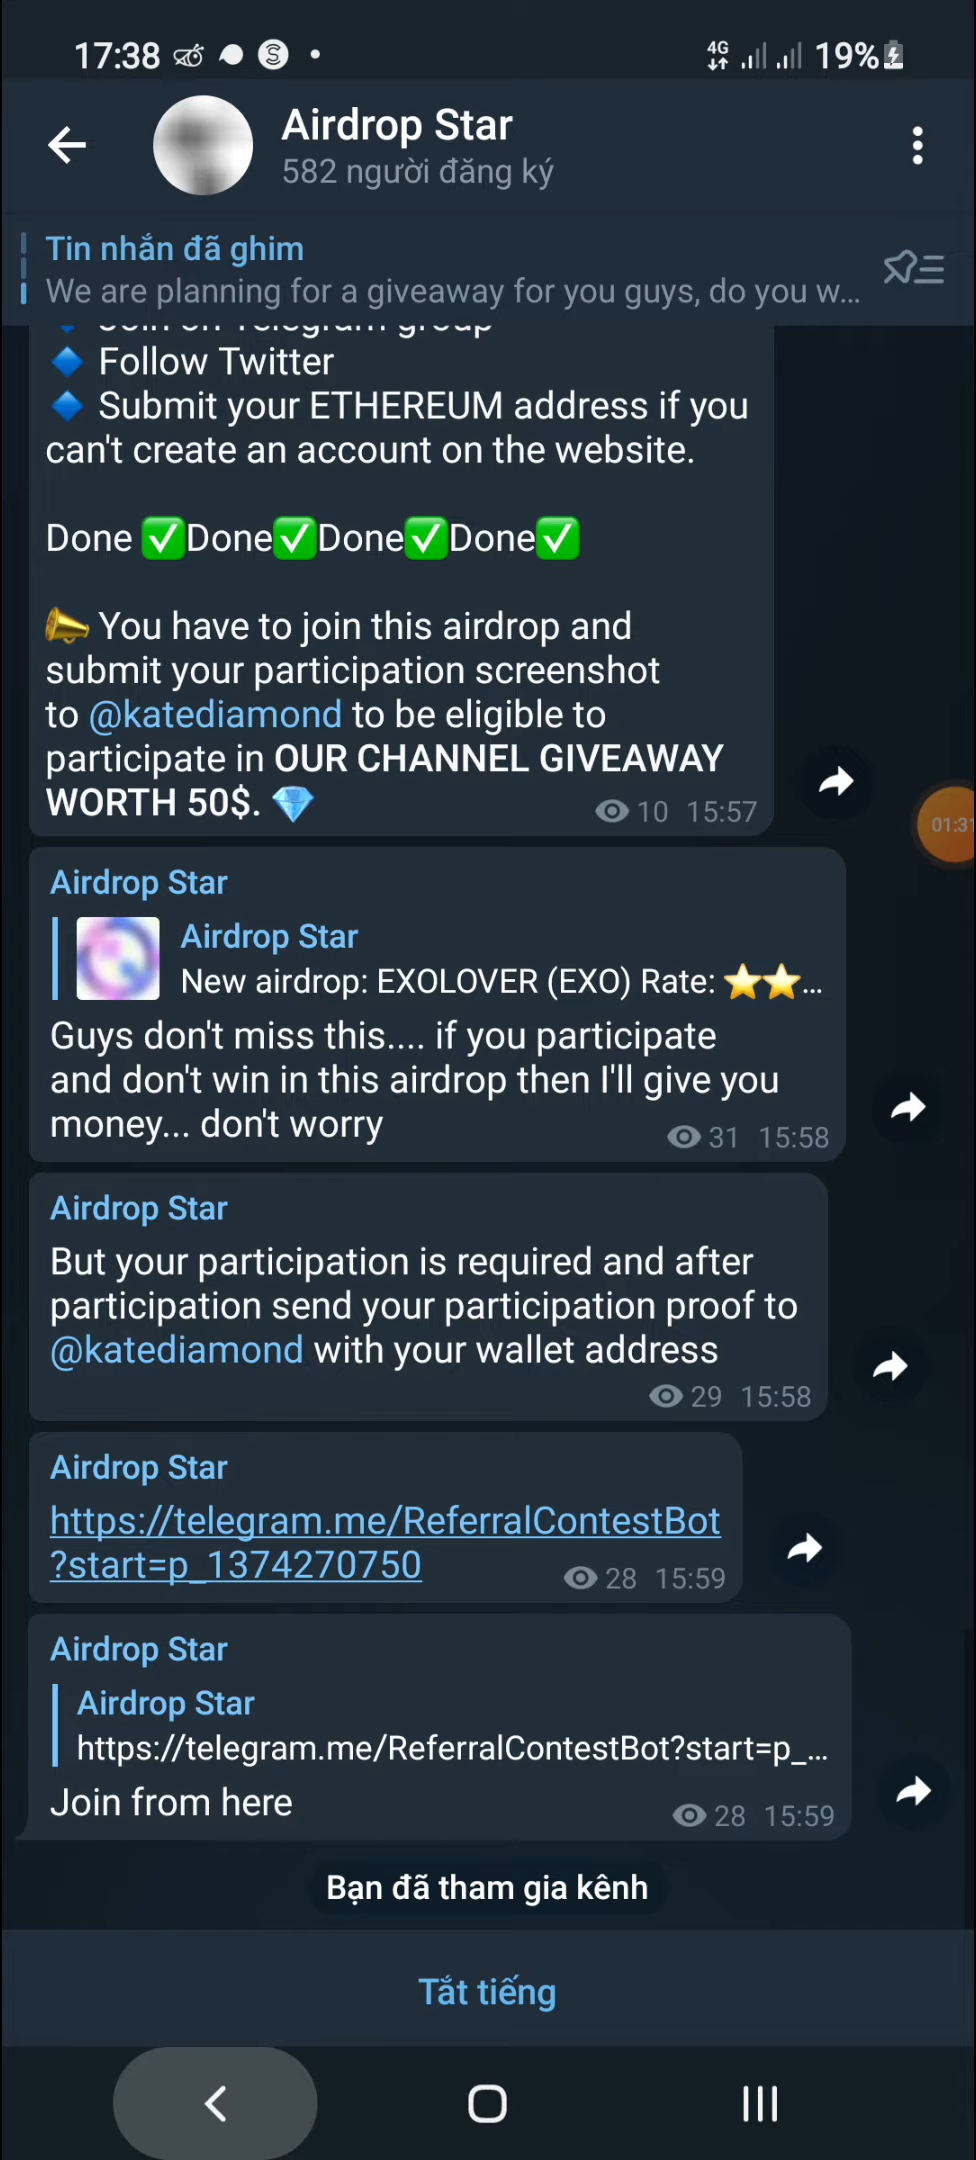 17:38
4G
19%
Airdrop Star
582 người đăng ký
Tin nhắn đã ghim
We are planning for a giveaway for you guys, do you w...
Join on Telegram group
🔹 Follow Twitter
🔹 Submit your ETHEREUM address if you
can't create an account on the website.
Done ✅Done✅Done✅Done✅
📣 You have to join this airdrop and
submit your participation screenshot
to @katediamond to be eligible to
participate in OUR CHANNEL GIVEAWAY
WORTH 50$. 💎
10 15:57
01:31
Airdrop Star
Airdrop Star
New airdrop: EXOLOVER (EXO) Rate: ⭐⭐...
Guys don't miss this.... if you participate
and don't win in this airdrop then I'll give you
money... don't worry
31 15:58
Airdrop Star
But your participation is required and after
participation send your participation proof to
@katediamond with your wallet address
29 15:58
Airdrop Star
https://telegram.me/ReferralContestBot
?start=p_1374270750
28 15:59
Airdrop Star
Airdrop Star
https://telegram.me/ReferralContestBot?start=p_...
Join from here
28 15:59
Bạn đã tham gia kênh
Tắt tiếng